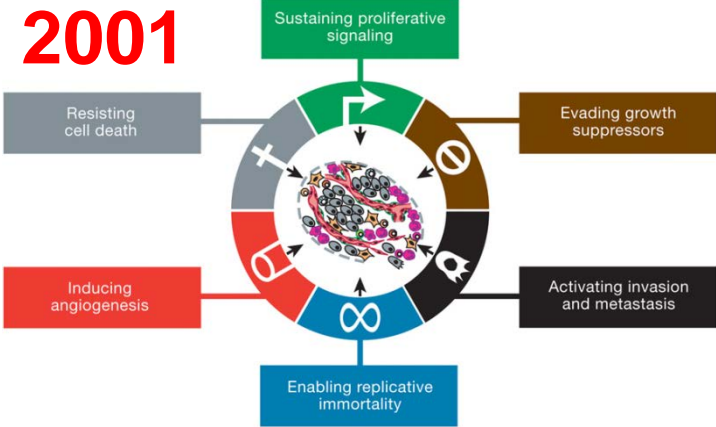 2001
Sustaining proliferative
signaling
Resisting
cell death
Evading growth
suppressors
Inducing
angiogenesis
Activating invasion
and metastasis
Enabling replicative
immortality